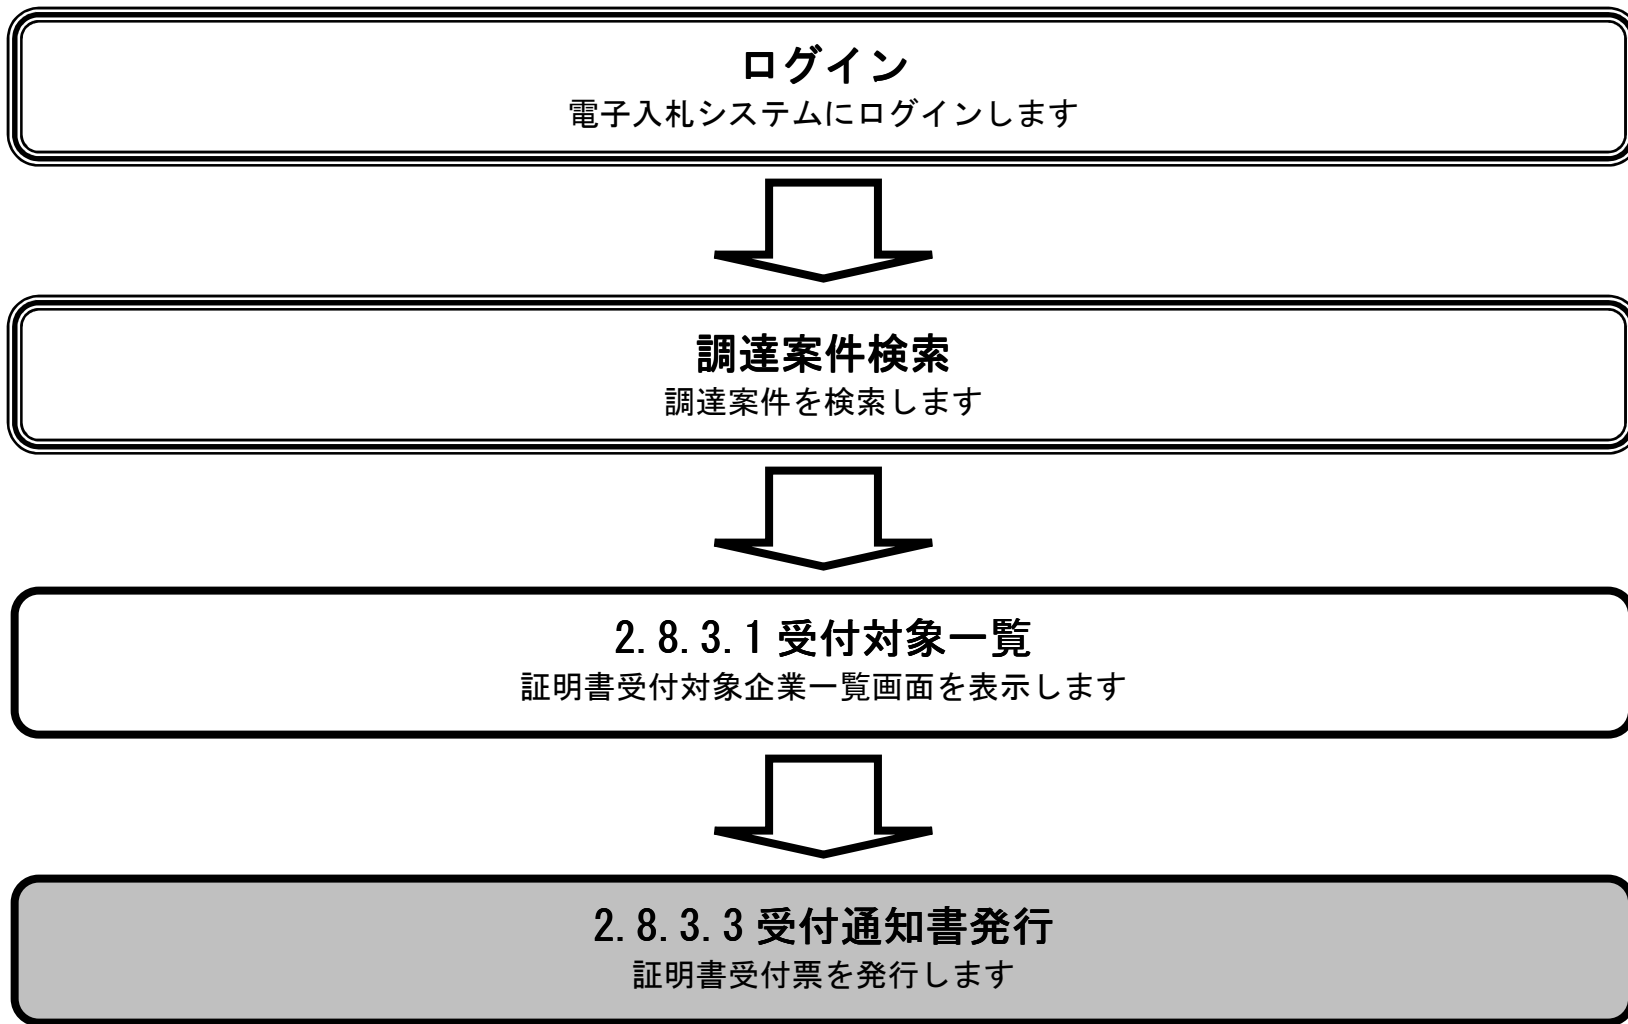 ログイン
電子入札システムにログインします
調達案件検索
調達案件を検索します
2.8.3.1 受付対象一覧
証明書受付対象企業一覧画面を表示します
2.8.3.3 受付通知書発行
証明書受付票を発行します